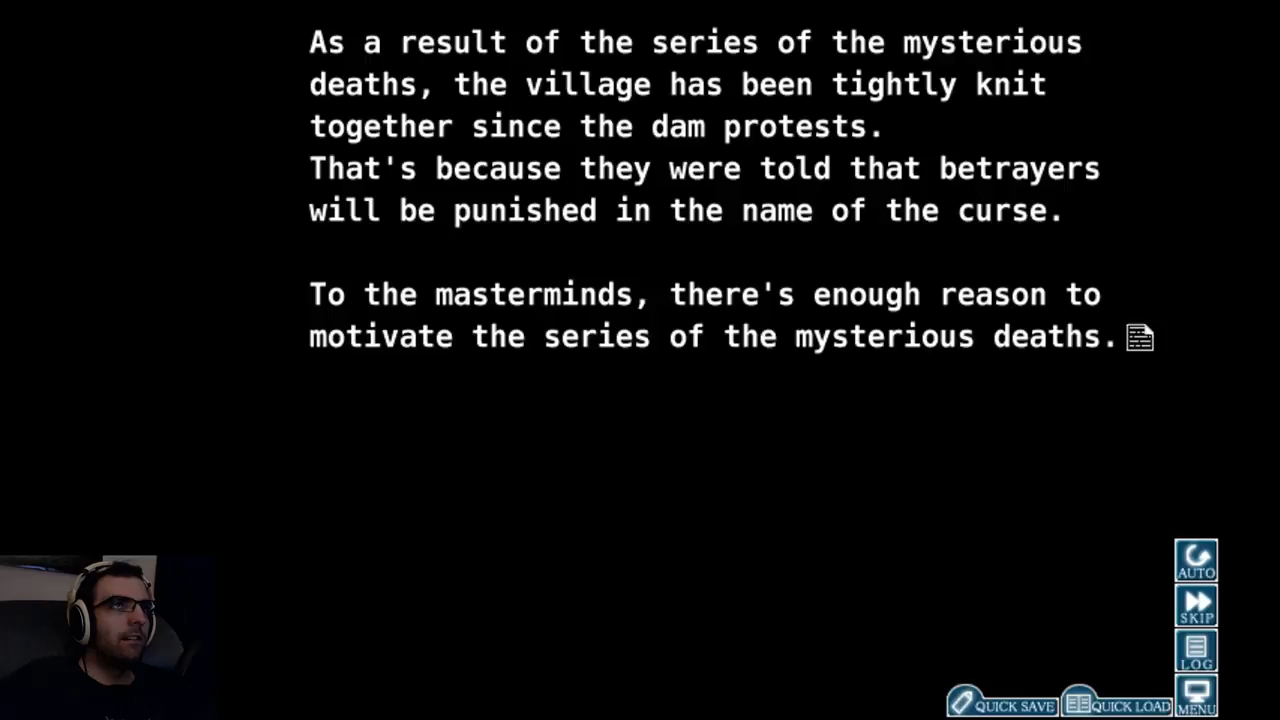 As a result of the series of the mysterious
deaths, the village has been tightly knit
together since the dam protests.
That's because they were told that betrayers
will be punished in the name of the curse.
To the masterminds, there's enough reason to
motivate the series of the mysterious deaths.
AUTO
SKIP
LOG
MENU
QUICK SAVE
QUICK LOAD